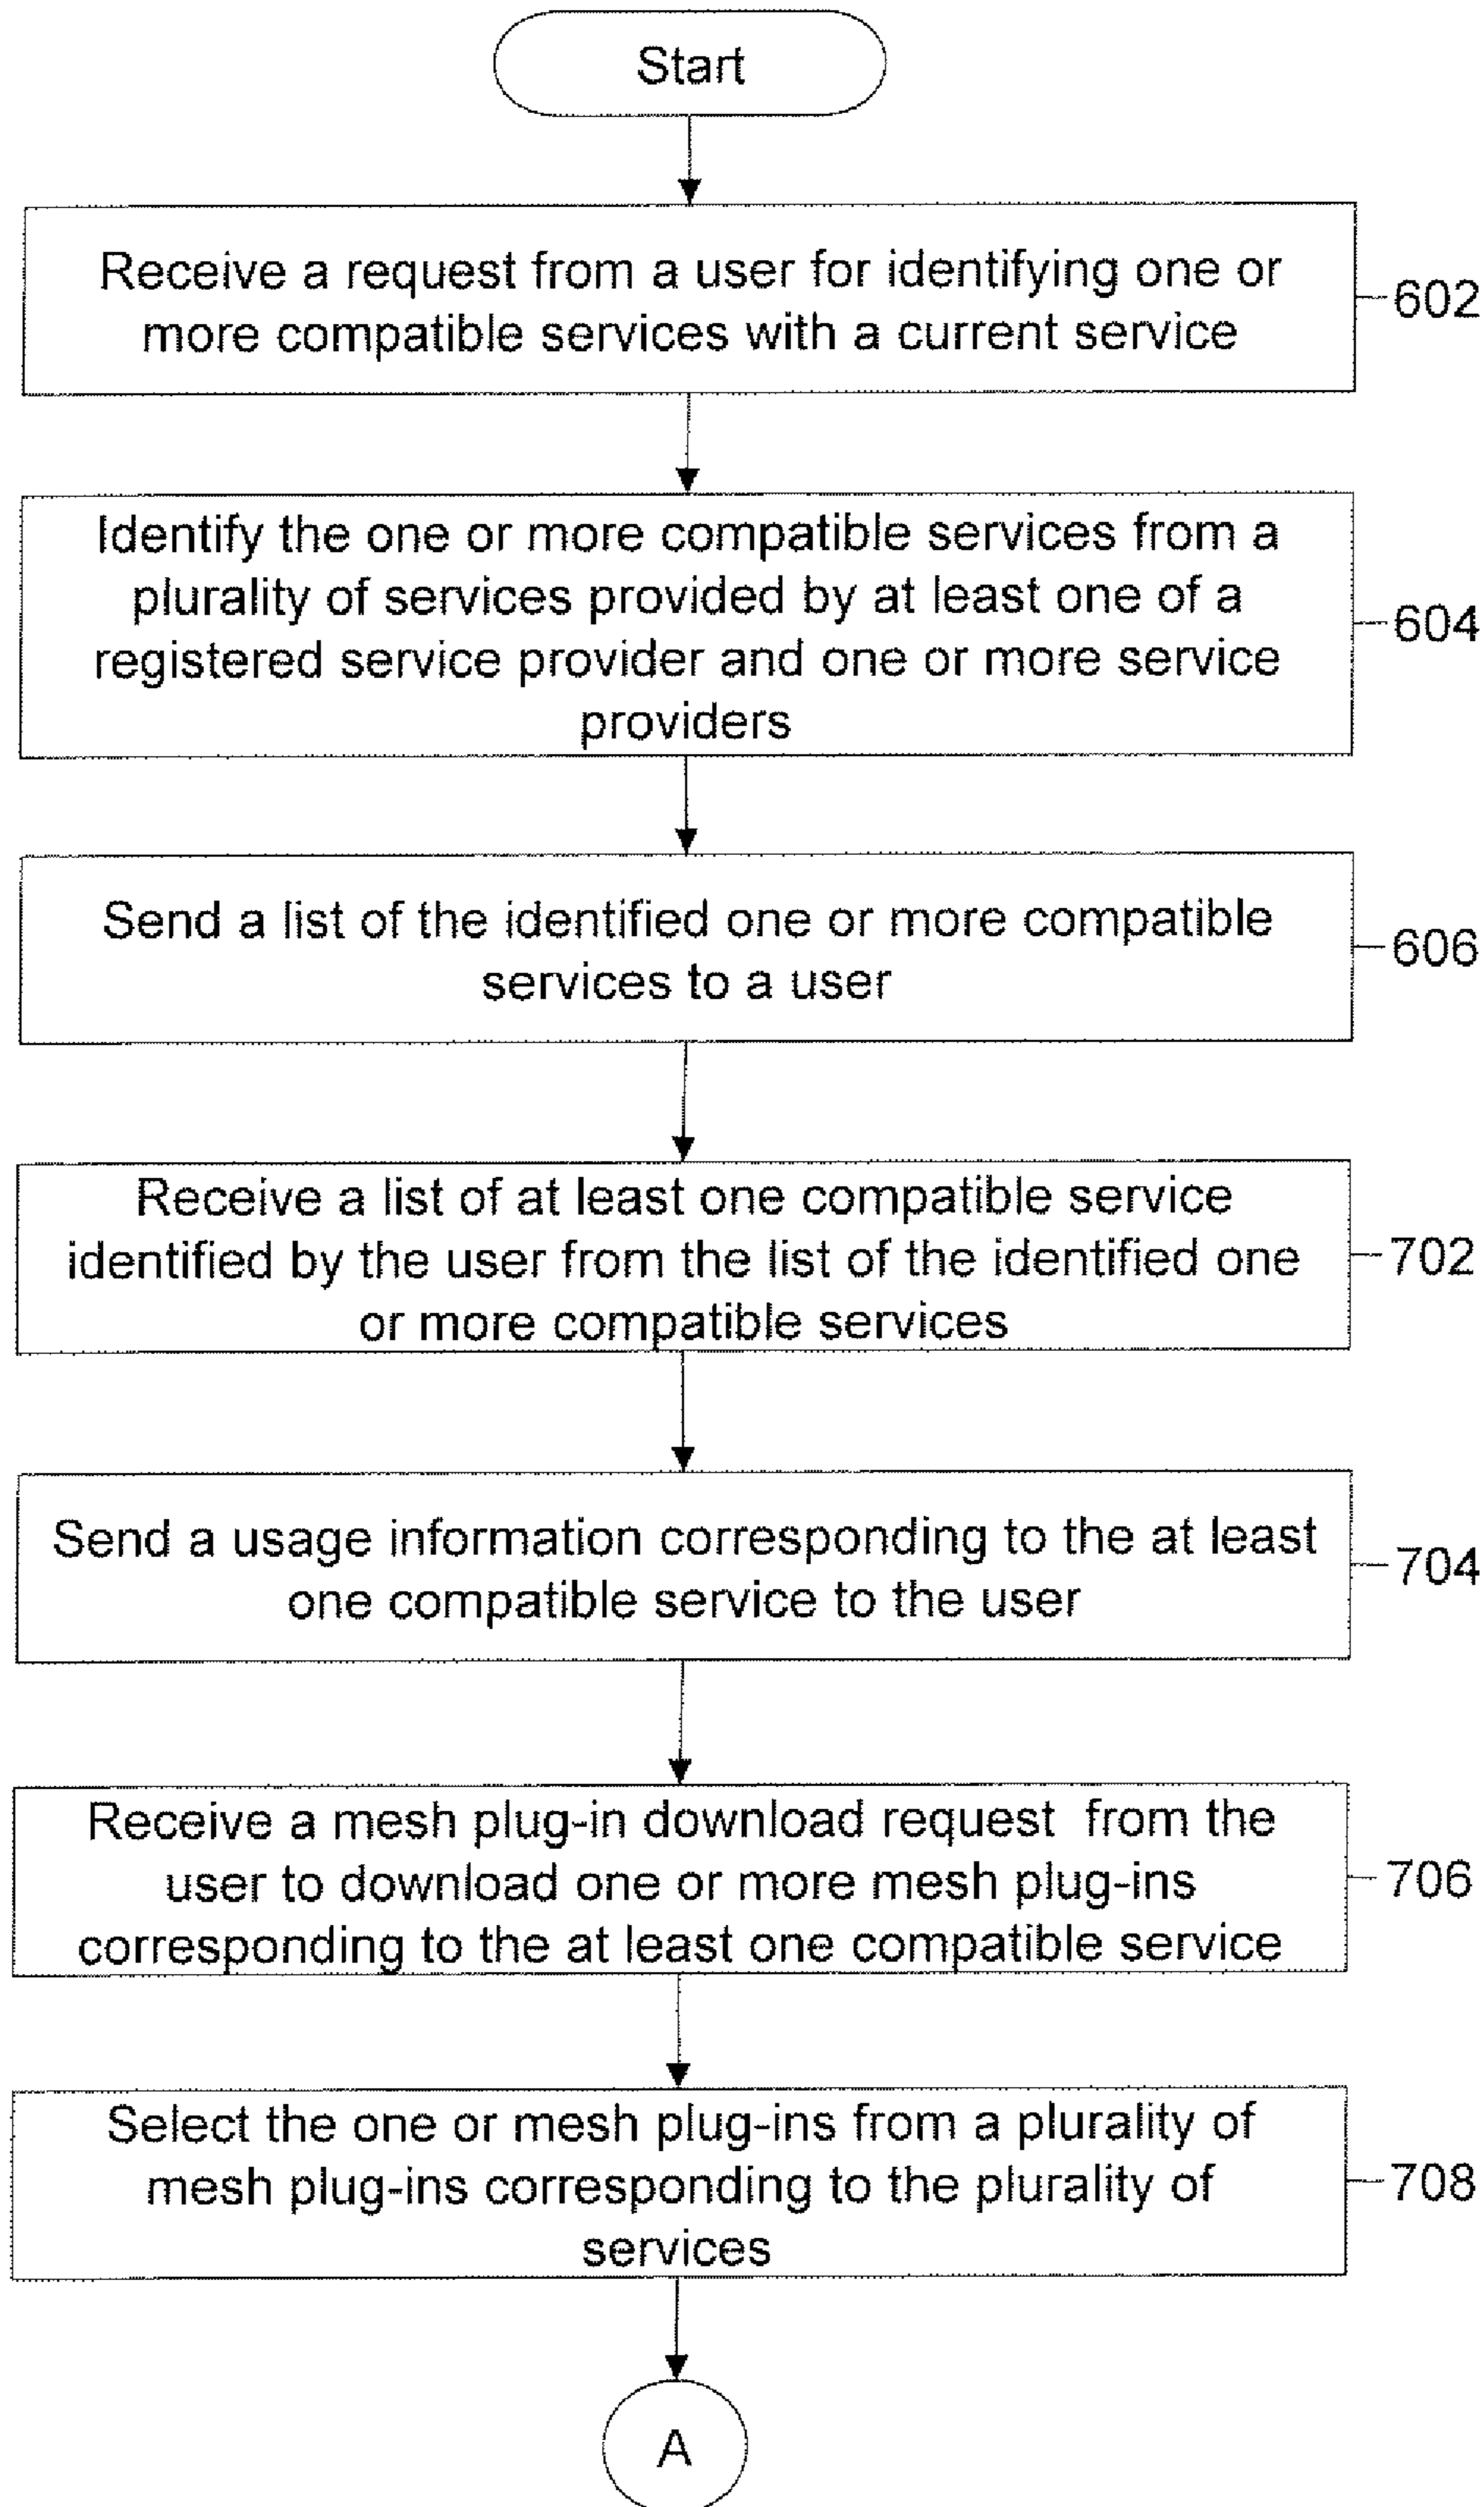 Start
Receive a request from a user for identifying one or
more compatible services with a current service
602
Identify the one or more compatible services from a
plurality of services provided by at least one of a
registered service provider and one or more service
providers
604
Send a list of the identified one or more compatible
services to a user
606
Receive a list of at least one compatible service
identified by the user from the list of the identified one
or more compatible services
702
Send a usage information corresponding to the at least
one compatible service to the user
704
Receive a mesh plug-in download request from the
user to download one or more mesh plug-ins
corresponding to the at least one compatible service
706
Select the one or mesh plug-ins from a plurality of
mesh plug-ins corresponding to the plurality of
services
708
A